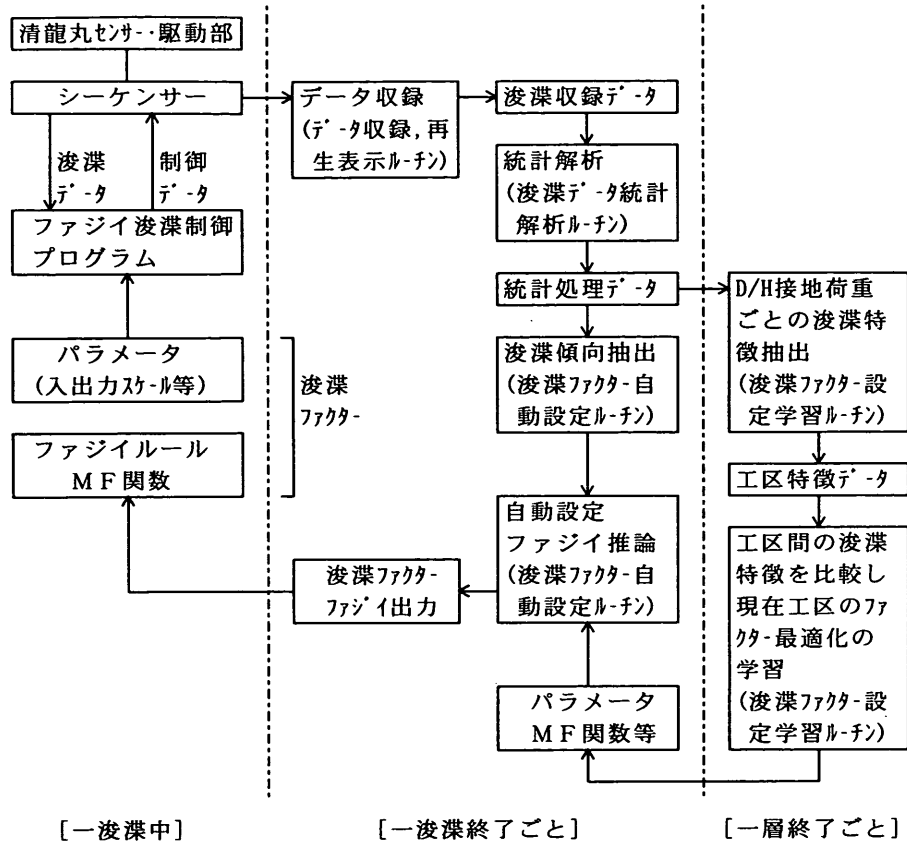 清龍丸ｾﾝｻｰ・駆動部
シーケンサー
浚渫
ﾃﾞｰﾀ
制御
ﾃﾞｰﾀ
ファジイ浚渫制御
プログラム
パラメータ
(入出力ｽｹｰﾙ等)
ファジイルール
ＭＦ関数
浚渫
ﾌｧｸﾀｰ
データ収録
(ﾃﾞｰﾀ収録,再
生表示ﾙｰﾁﾝ)
浚渫収録ﾃﾞｰﾀ
統計解析
(浚渫ﾃﾞｰﾀ統計
解析ﾙｰﾁﾝ)
統計処理ﾃﾞｰﾀ
浚渫傾向抽出
(浚渫ﾌｧｸﾀｰ自
動設定ﾙｰﾁﾝ)
自動設定
ファジイ推論
(浚渫ﾌｧｸﾀｰ自
動設定ﾙｰﾁﾝ)
浚渫ﾌｧｸﾀｰ
ﾌｧｼﾞｲ出力
パラメータ
ＭＦ関数等
D/H接地荷重
ごとの浚渫特
徴抽出
(浚渫ﾌｧｸﾀｰ設
定学習ﾙｰﾁﾝ)
工区特徴ﾃﾞｰﾀ
工区間の浚渫
特徴を比較し
現在工区のﾌｧ
ｸﾀｰ最適化の
学習
(浚渫ﾌｧｸﾀｰ設
定学習ﾙｰﾁﾝ)
[一浚渫中]
[一浚渫終了ごと]
[一層終了ごと]